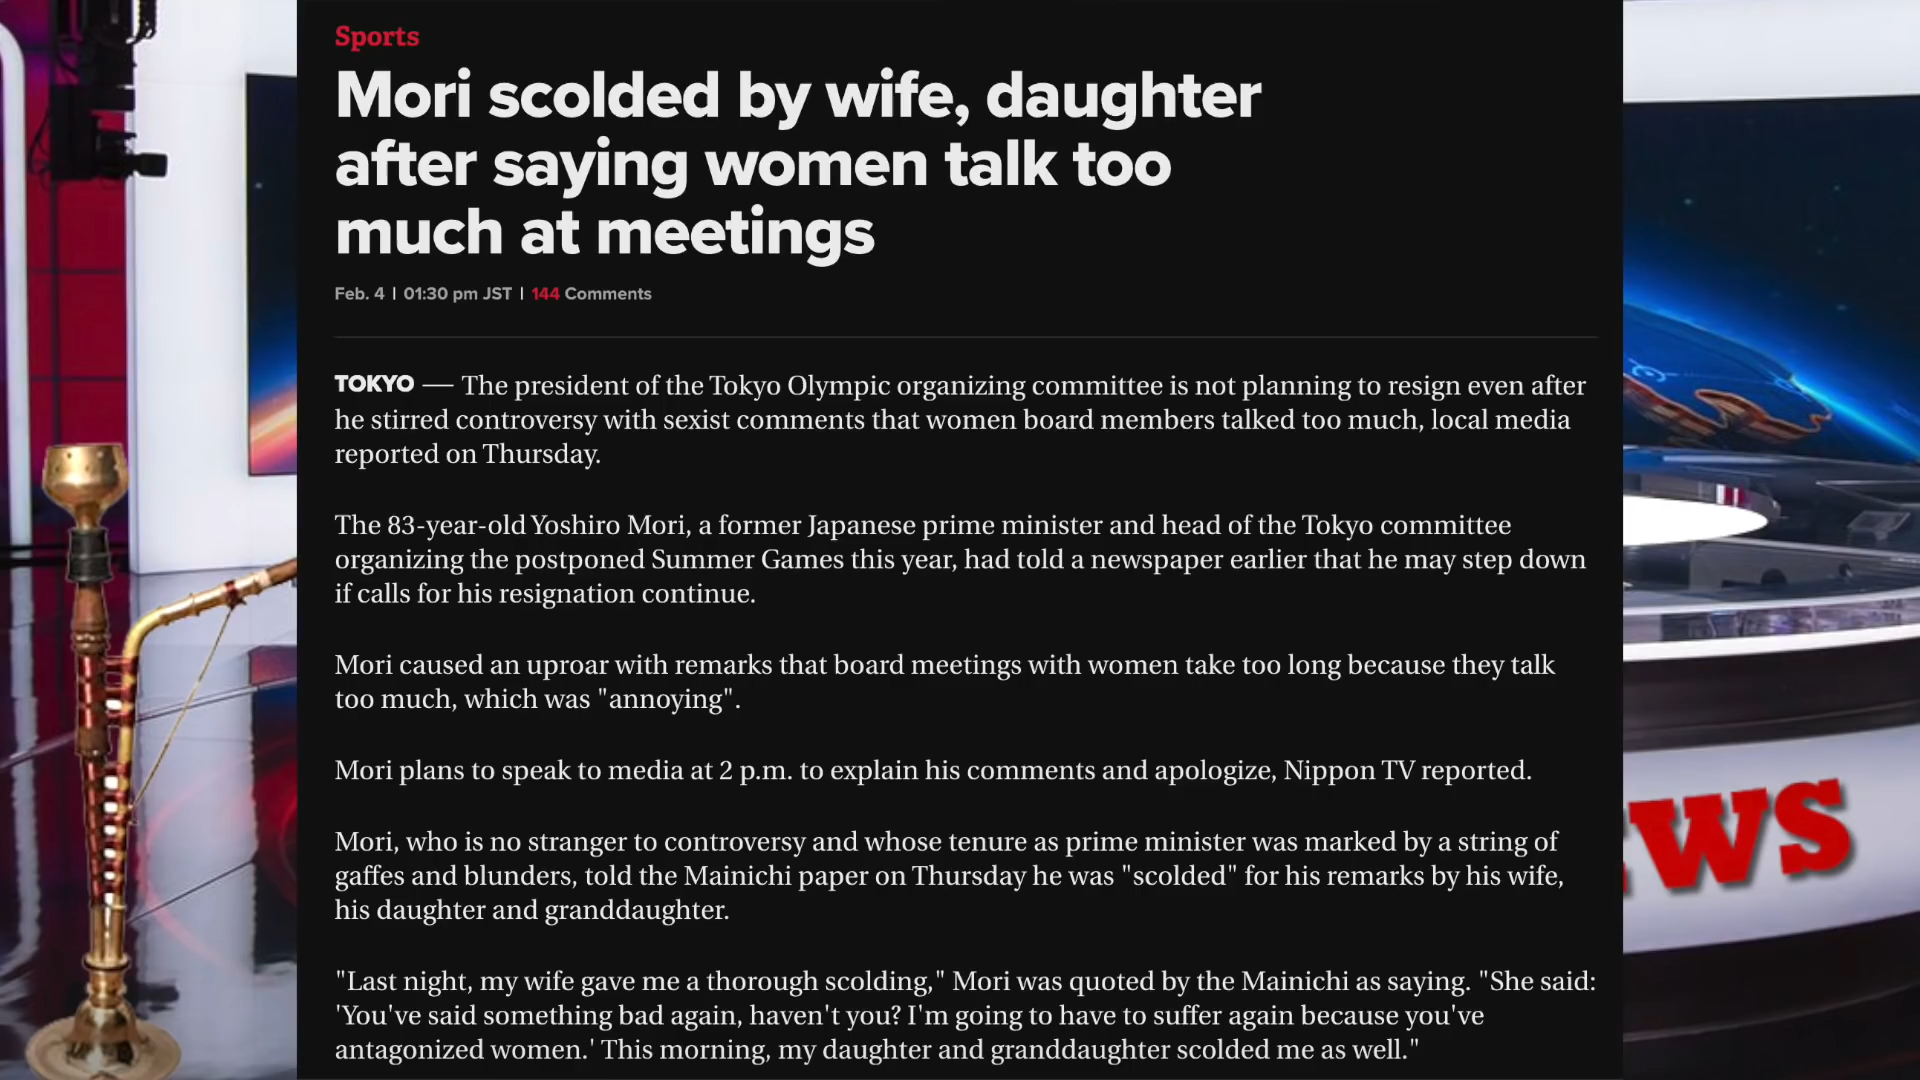 Sports
Mori scolded by wife, daughter
after saying women talk too
much at meetings
Feb. 4 | 01:30 pm JST | 144 Comments
TOKYO — The president of the Tokyo Olympic organizing committee is not planning to resign even after
he stirred controversy with sexist comments that women board members talked too much, local media
reported on Thursday.
The 83-year-old Yoshiro Mori, a former Japanese prime minister and head of the Tokyo committee
organizing the postponed Summer Games this year, had told a newspaper earlier that he may step down
if calls for his resignation continue.
Mori caused an uproar with remarks that board meetings with women take too long because they talk
too much, which was "annoying".
Mori plans to speak to media at 2 p.m. to explain his comments and apologize, Nippon TV reported.
Mori, who is no stranger to controversy and whose tenure as prime minister was marked by a string of
gaffes and blunders, told the Mainichi paper on Thursday he was "scolded" for his remarks by his wife,
his daughter and granddaughter.
"Last night, my wife gave me a thorough scolding," Mori was quoted by the Mainichi as saying. "She said:
'You've said something bad again, haven't you? I'm going to have to suffer again because you've
antagonized women.' This morning, my daughter and granddaughter scolded me as well."
WS